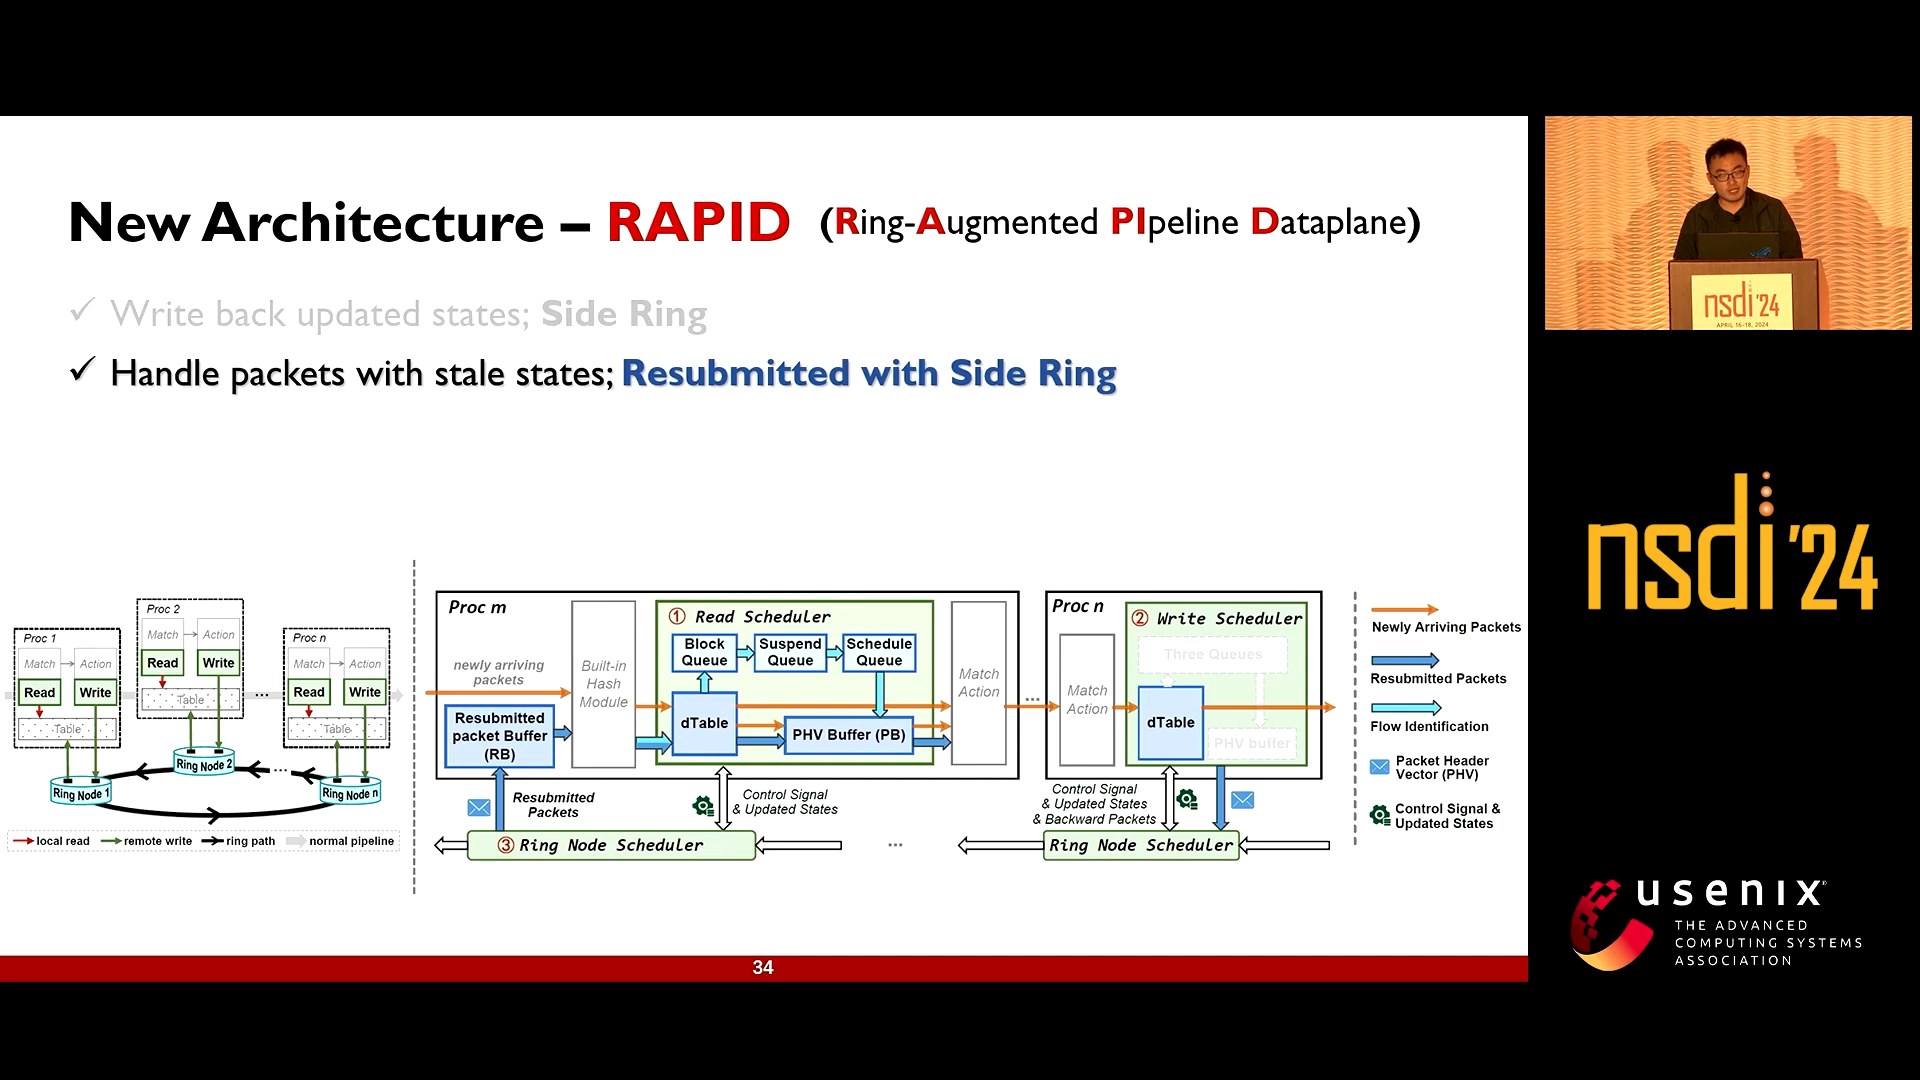 New Architecture – RAPID (Ring-Augmented PIpeline Dataplane)
✓ Write back updated states; Side Ring
✓ Handle packets with stale states; Resubmitted with Side Ring
Proc 1
Match
Action
Read
Write
Table
Proc 2
Match
Action
Read
Write
Table
...
Proc n
Match
Action
Read
Write
Table
Ring Node 1
Ring Node 2
...
Ring Node n
local read
remote write
ring path
normal pipeline
Proc m
newly arriving
packets
Resubmitted
packet Buffer
(RB)
Built-in
Hash
Module
① Read Scheduler
Block
Queue
Suspend
Queue
Schedule
Queue
dTable
PHV Buffer (PB)
Match
Action
...
Proc n
Match
Action
② Write Scheduler
Three Queues
dTable
PHV buffer
Resubmitted
Packets
Control Signal
& Updated States
Control Signal
& Updated States
& Backward Packets
③ Ring Node Scheduler
...
Ring Node Scheduler
Newly Arriving Packets
Resubmitted Packets
Flow Identification
Packet Header
Vector (PHV)
Control Signal &
Updated States
34
nsdi '24
APRIL 16–18, 2024
nsdi '24
usenix
THE ADVANCED
COMPUTING SYSTEMS
ASSOCIATION